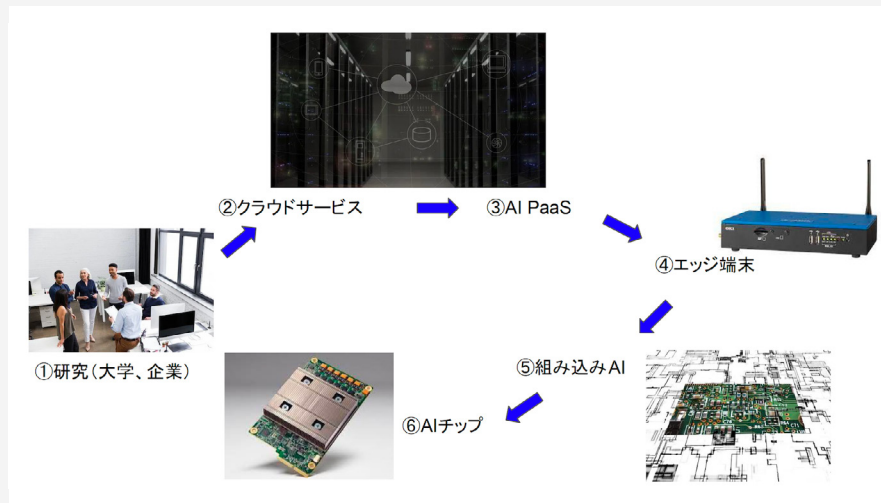 ②クラウドサービス
③AI PaaS
④エッジ端末
①研究(大学、企業)
⑤組み込みAI
⑥AIチップ